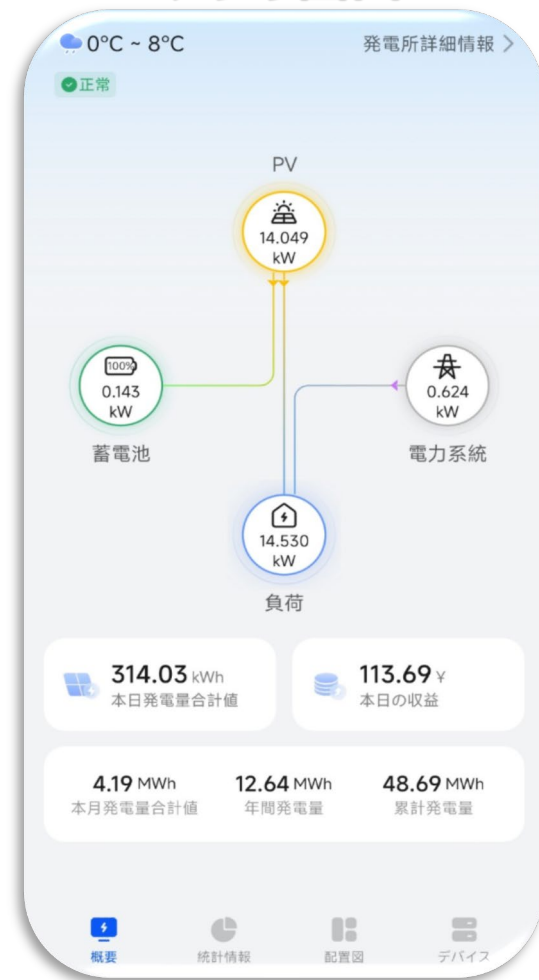 0°C ~ 8°C
発電所詳細情報
正常
PV
14.049
kW
100%
0.143
kW
蓄電池
0.624
kW
電力系統
14.530
kW
負荷
314.03 kWh
本日発電量合計値
113.69 ¥
本日の収益
4.19 MWh
本月発電量合計値
12.64 MWh
年間発電量
48.69 MWh
累計発電量
概要
統計情報
配置図
デバイス